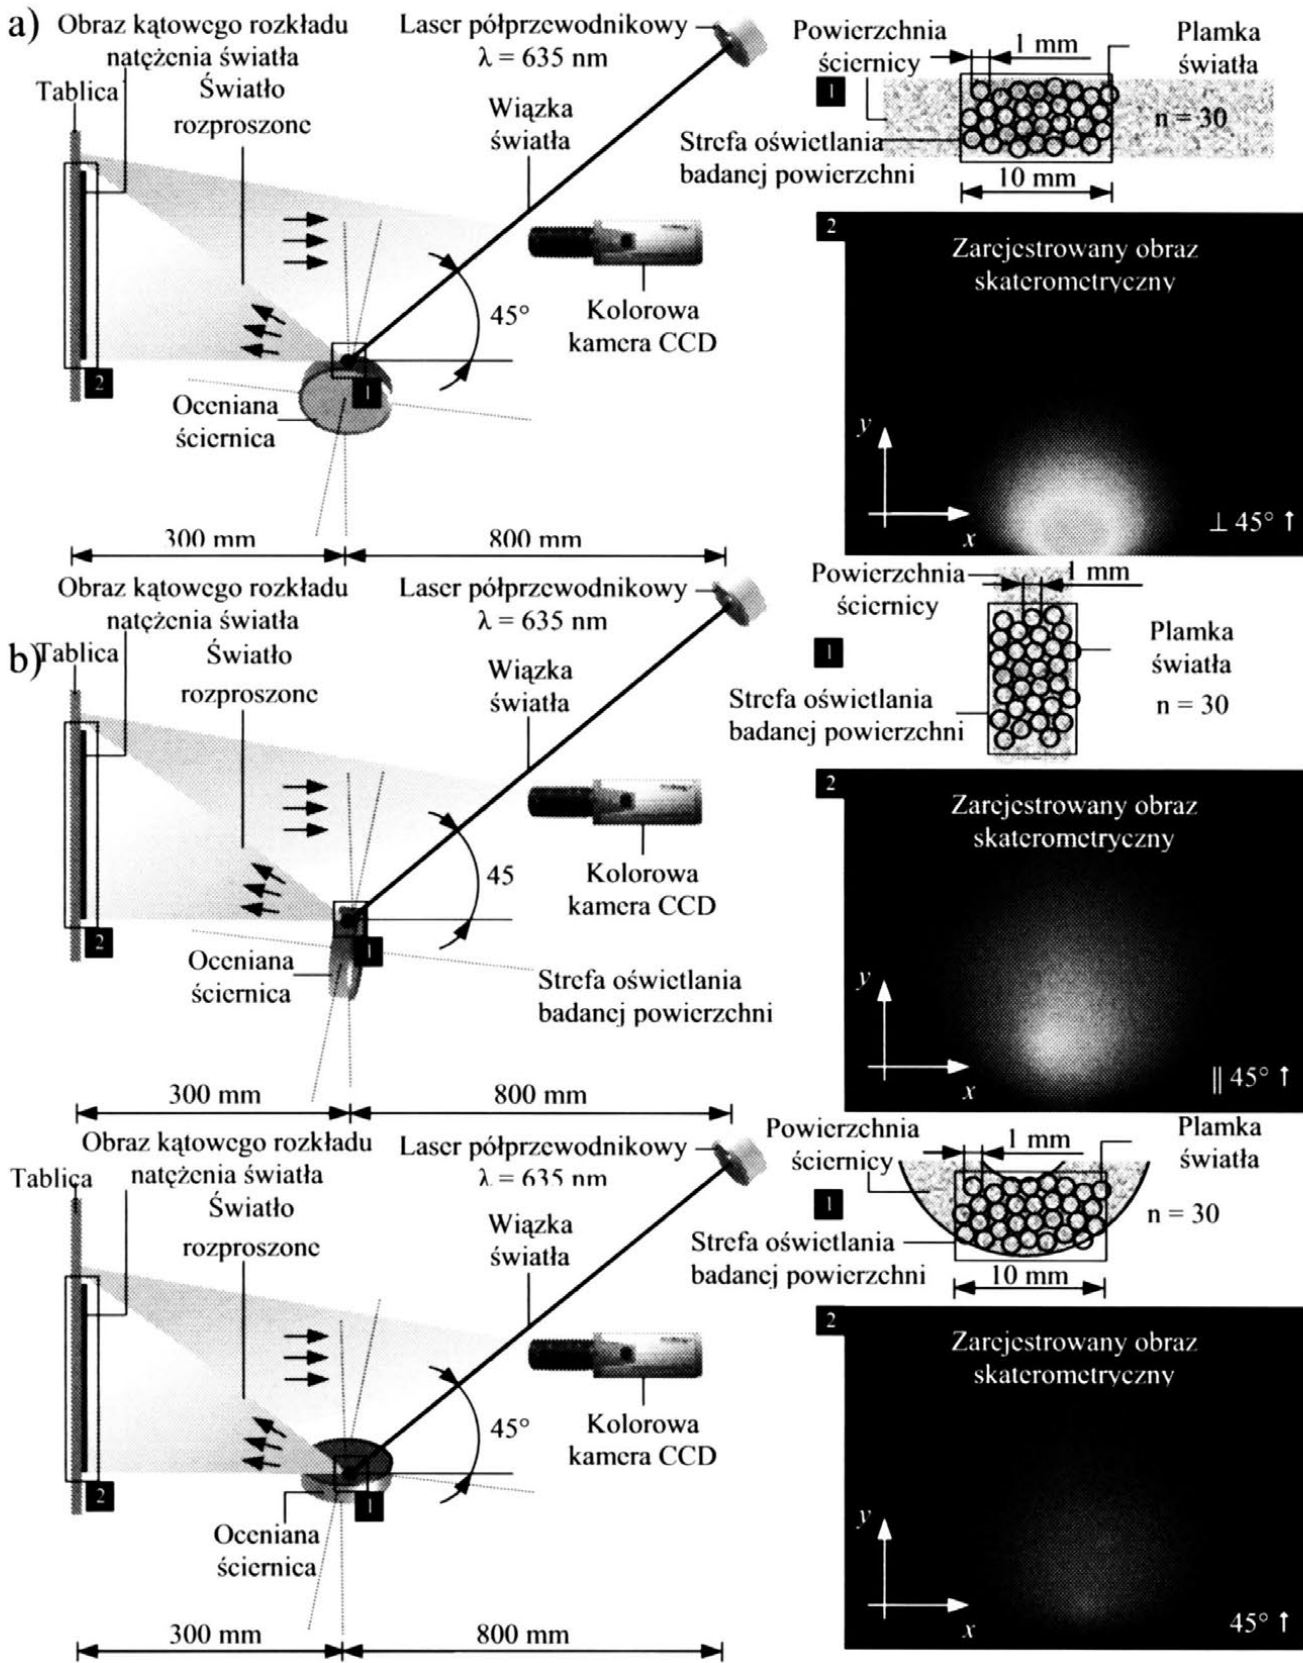 a)
Obraz kątowego rozkładu
natężenia światła
Tablica
Światło
rozproszone
Laser półprzewodnikowy
λ = 635 nm
Wiązka
światła
45°
Kolorowa
kamera CCD
Oceniana
ściernica
2
1
300 mm
800 mm
Powierzchnia
ściernicy
1 mm
Plamka
światła
1
n = 30
Strefa oświetlania
badanej powierzchni
10 mm
2
Zarejestrowany obraz
skaterometryczny
y
x
⊥ 45° ↑
b)
Obraz kątowego rozkładu
natężenia światła
Tablica
Światło
rozproszone
Laser półprzewodnikowy
λ = 635 nm
Wiązka
światła
45
Kolorowa
kamera CCD
Oceniana
ściernica
Strefa oświetlania
badanej powierzchni
2
1
300 mm
800 mm
Powierzchnia
ściernicy
1 mm
1
Plamka
światła
n = 30
Strefa oświetlania
badanej powierzchni
2
Zarejestrowany obraz
skaterometryczny
y
x
|| 45° ↑
Obraz kątowego rozkładu
natężenia światła
Tablica
Światło
rozproszone
Laser półprzewodnikowy
λ = 635 nm
Wiązka
światła
45°
Kolorowa
kamera CCD
Oceniana
ściernica
2
1
300 mm
800 mm
Powierzchnia
ściernicy
1 mm
Plamka
światła
1
n = 30
Strefa oświetlania
badanej powierzchni
10 mm
2
Zarejestrowany obraz
skaterometryczny
y
x
45° ↑